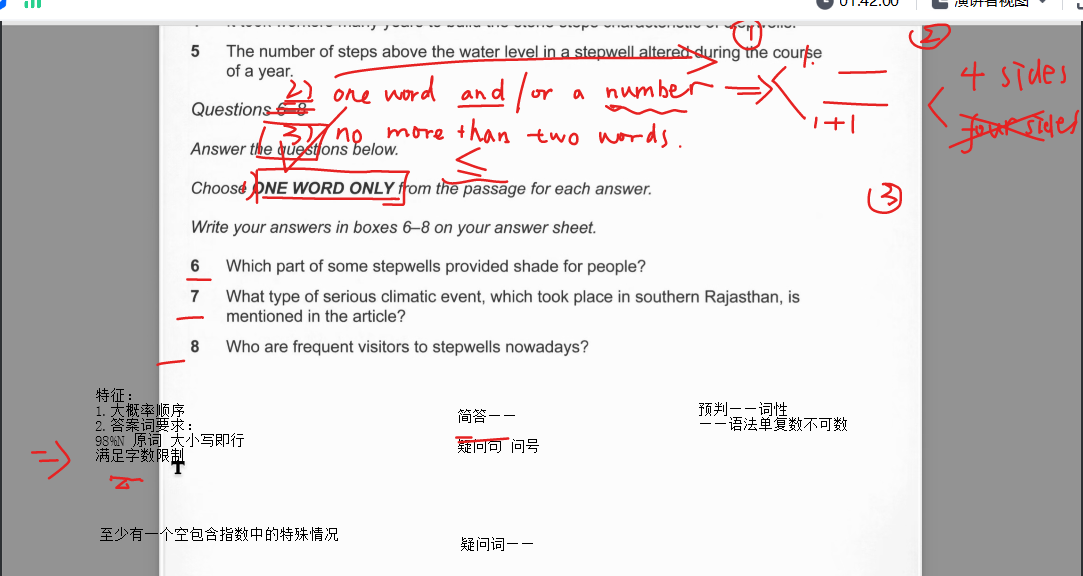 01:42:00
演讲者视图
5 The number of steps above the water level in a stepwell altered during the course
of a year.
①
②
1.
4 sides
four sides
2) one word and/or a number
1+1
Questions 6–8
(3) no more than two words.
Answer the questions below.
≤
1) Choose ONE WORD ONLY from the passage for each answer.
③
Write your answers in boxes 6–8 on your answer sheet.
6 Which part of some stepwells provided shade for people?
7 What type of serious climatic event, which took place in southern Rajasthan, is
mentioned in the article?
8 Who are frequent visitors to stepwells nowadays?
特征：
1.大概率顺序
2.答案词要求：
98%N 原词 大小写即行
满足字数限制
简答——
疑问句 问号
预判——词性
——语法单复数不可数
至少有一个空包含指数中的特殊情况
疑问词——